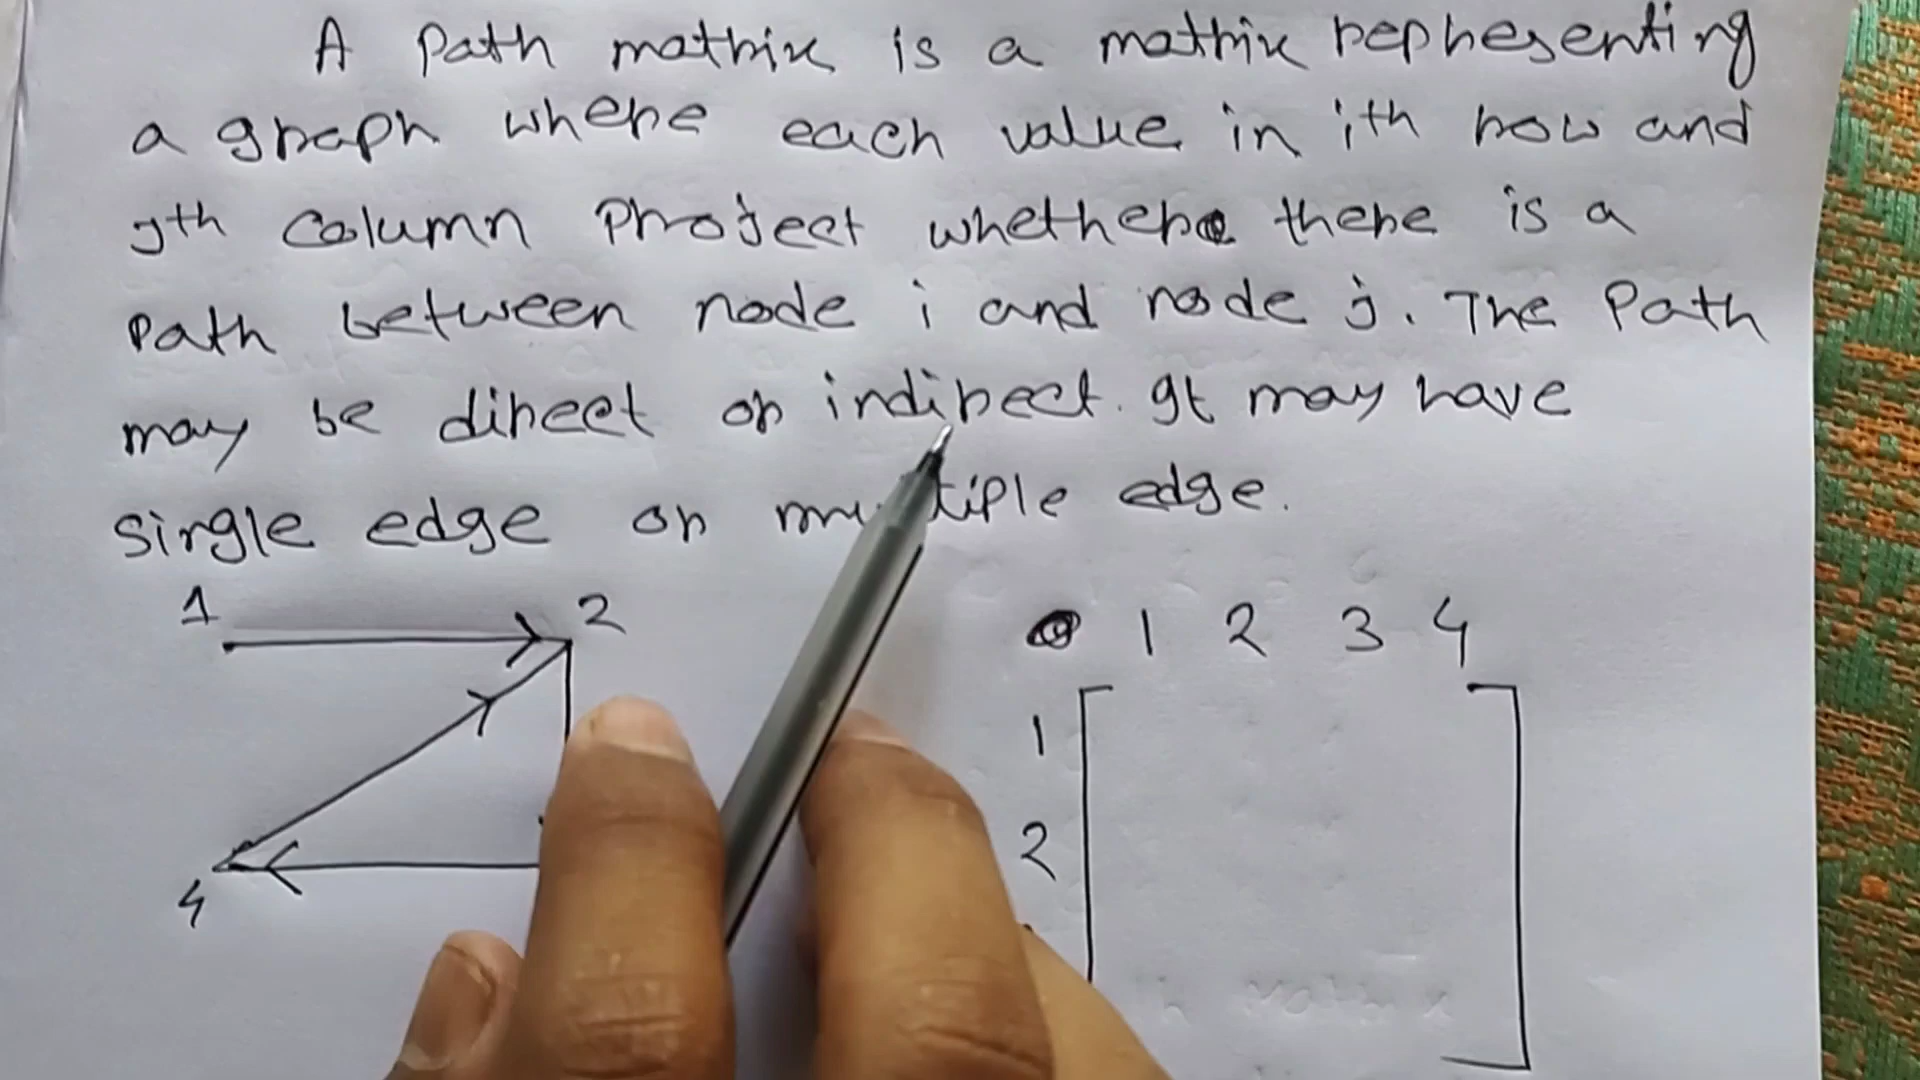 A Path matrix is a matrix representing
a graph where each value in ith row and
jth Column Project whether there is a
Path between node i and node j. The Path
may be direct or indirect. It may have
single edge or edge.
1 2
1 2 3 4
1
2
4